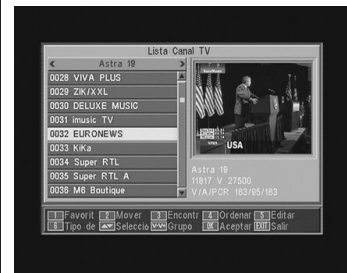 Lista Canal TV
Astra 19
0028 VIVA PLUS
0029 ZIK/XXL
0030 DELUXE MUSIC
0031 imusic TV
0032 EURONEWS
0033 KiKa
0034 Super RTL
0035 Super RTL A
0036 M6 Boutique
USA
Astra 19
11817 V 27500
V/A/PCR 163/95/163
1 Favorit 2 Mover 3 Encontr 4 Ordenar 5 Editar
6 Tipo de Selecció V-V+ Grupo OK Aceptar EXIT Salir